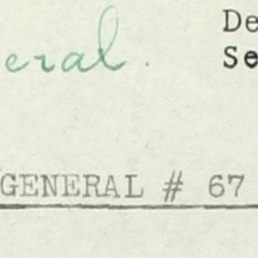 eral.
De
Se
GENERAL # 67